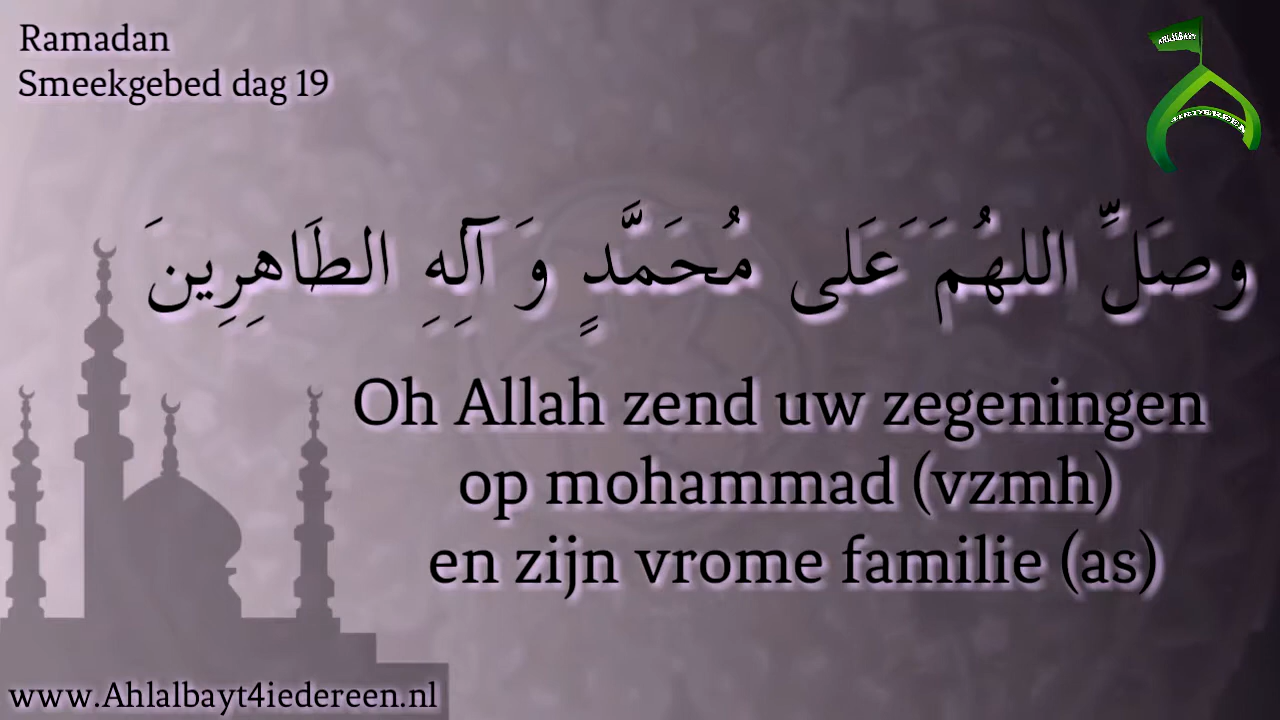 Ramadan
Smeekgebed dag 19
وصَلِّ اللهُمَ َعَلى مُحَمَّدٍ وَ آلِهِ الطَاهِرِينَ
Oh Allah zend uw zegeningen
op mohammad (vzmh)
en zijn vrome familie (as)
www.Ahlalbayt4iedereen.nl